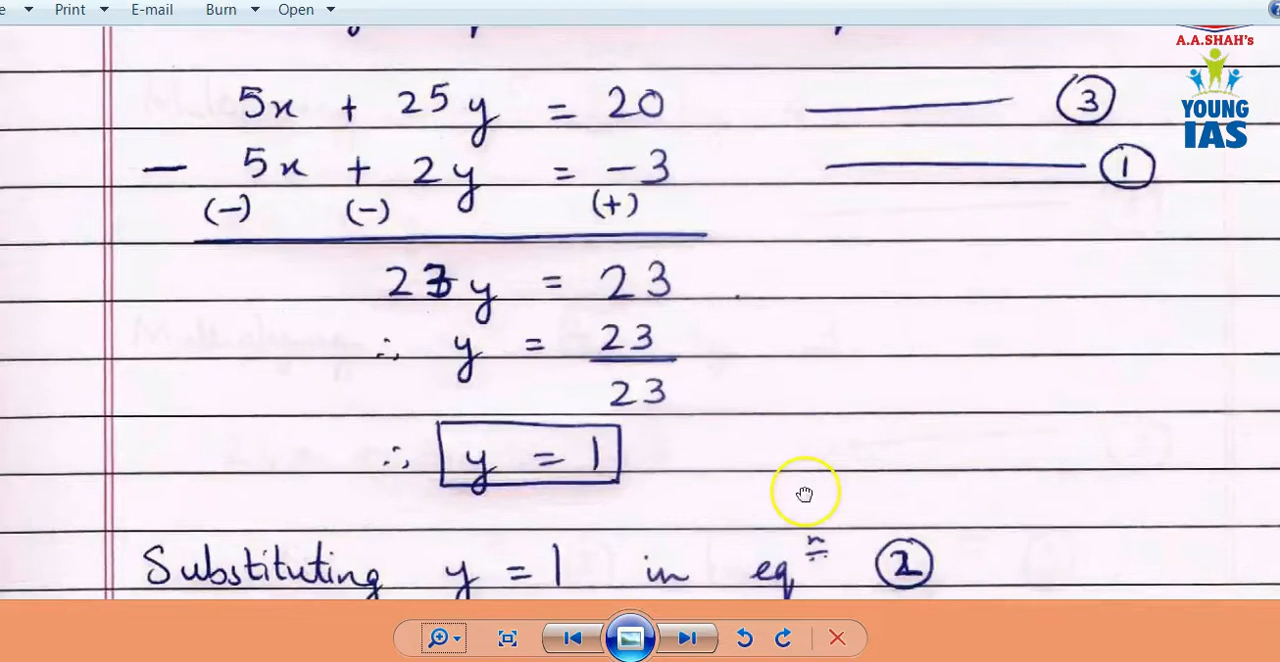 Print E-mail Burn Open
A.A.SHAH's
YOUNG
IAS
5x + 25y = 20 ——— ③
− 5x + 2y = −3 ——— ①
(−) (−) (+)
23y = 23
∴ y = 23
23
∴ y = 1
Substituting y = 1 in eqⁿ ②